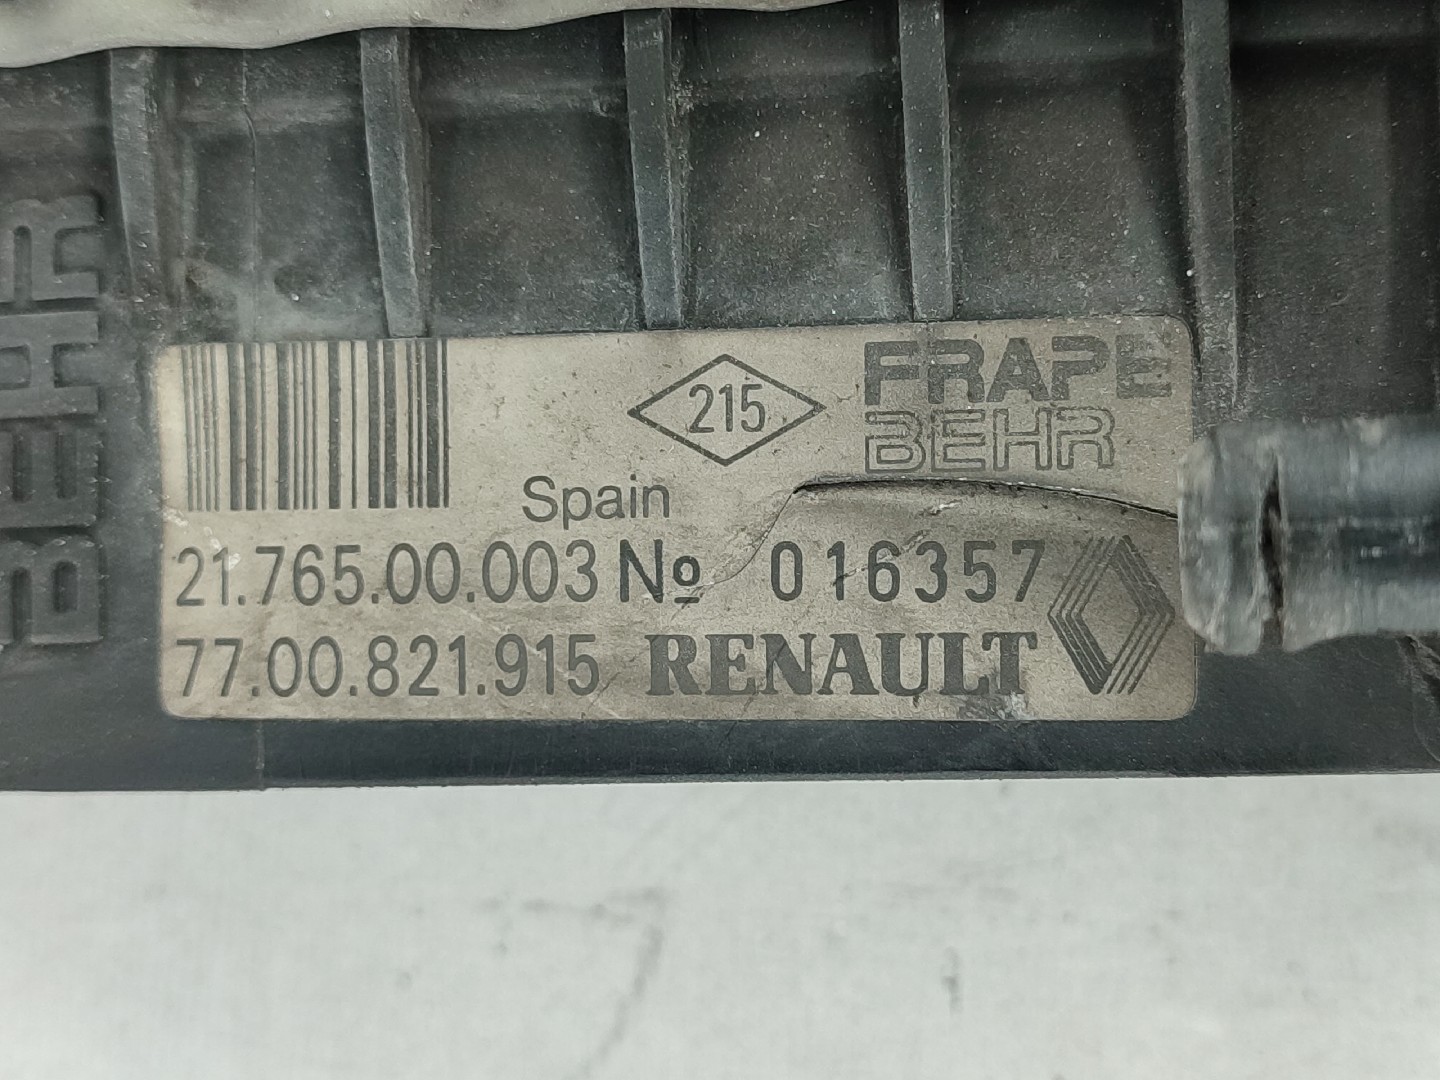 BEHR
215
FRAPE
BEHR
Spain
21.765.00.003 Nº 016357
77.00.821.915 RENAULT